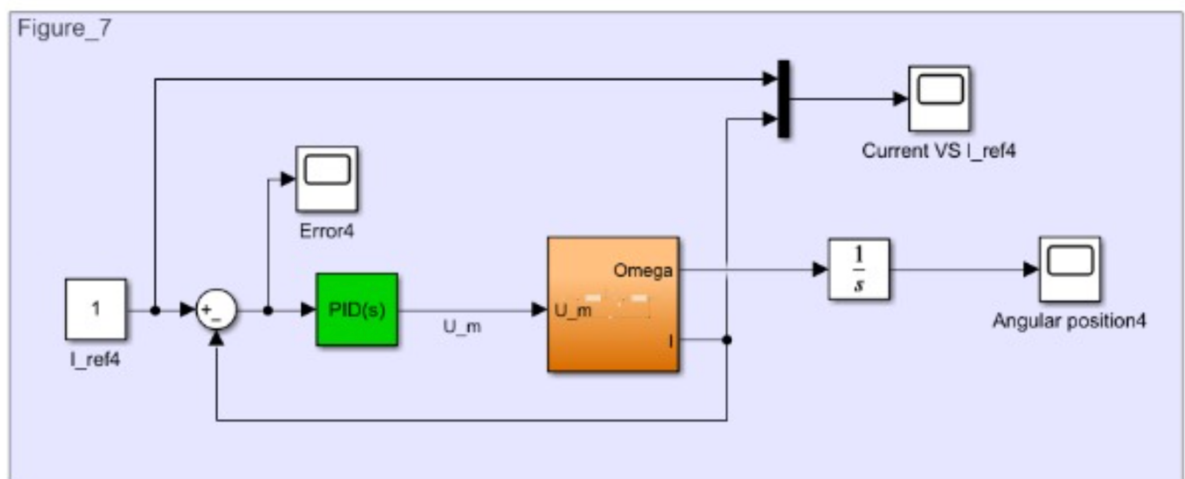 Figure_7
Current VS I_ref4
Error4
Omega
1
s
1
PID(s)
U_m
U_m
I
I_ref4
Angular position4
+
−